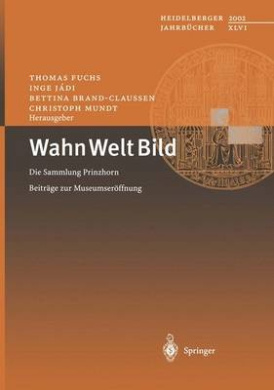 HEIDELBERGER 2002
JAHRBÜCHER XLVI
THOMAS FUCHS
INGE JÁDI
BETTINA BRAND-CLAUSSEN
CHRISTOPH MUNDT
Herausgeber
Wahn Welt Bild
Die Sammlung Prinzhorn
Beiträge zur Museumseröffnung
Springer